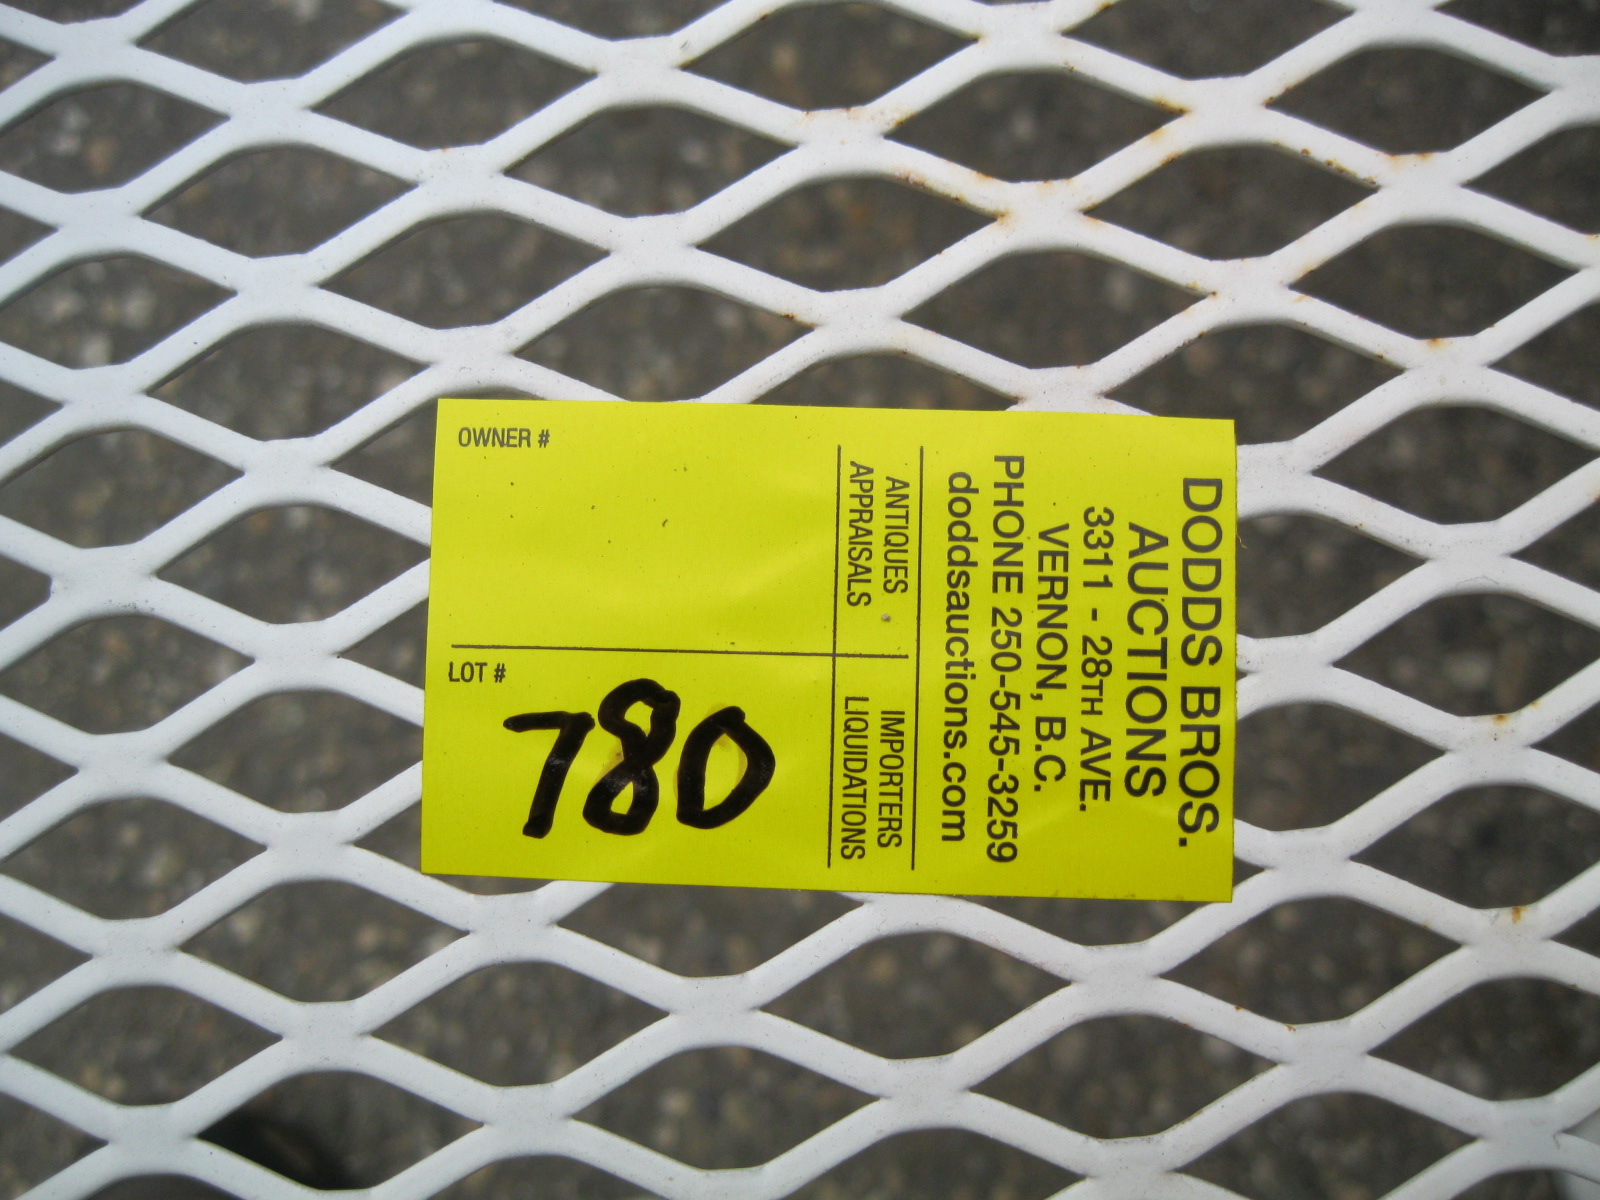 DODDS BROS.
AUCTIONS
3311 - 28TH AVE.
VERNON, B.C.
PHONE 250-545-3259
doddsauctions.com
ANTIQUES IMPORTERS
APPRAISALS LIQUIDATIONS
OWNER #
LOT #
780